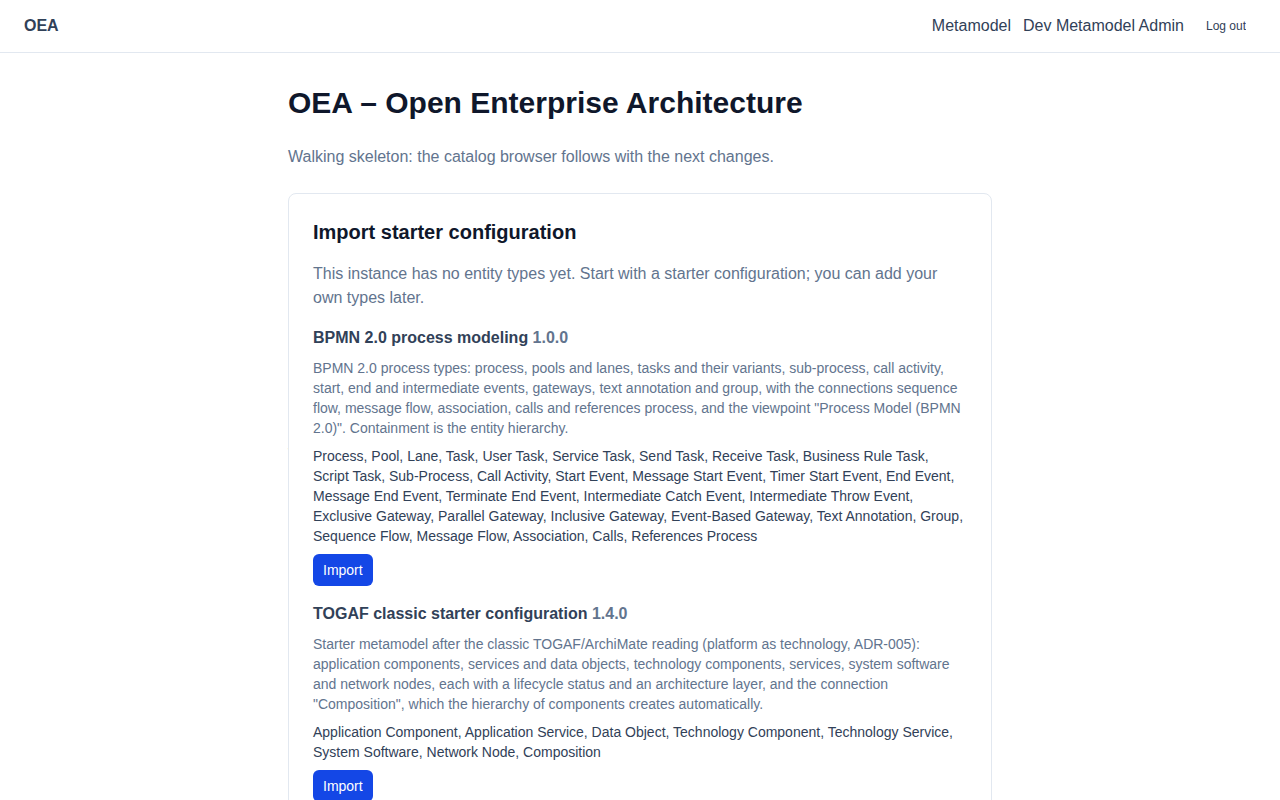 OEA
Metamodel Dev Metamodel Admin Log out
OEA – Open Enterprise Architecture
Walking skeleton: the catalog browser follows with the next changes.
Import starter configuration
This instance has no entity types yet. Start with a starter configuration; you can add your
own types later.
BPMN 2.0 process modeling 1.0.0
BPMN 2.0 process types: process, pools and lanes, tasks and their variants, sub-process, call activity,
start, end and intermediate events, gateways, text annotation and group, with the connections sequence
flow, message flow, association, calls and references process, and the viewpoint "Process Model (BPMN
2.0)". Containment is the entity hierarchy.
Process, Pool, Lane, Task, User Task, Service Task, Send Task, Receive Task, Business Rule Task,
Script Task, Sub-Process, Call Activity, Start Event, Message Start Event, Timer Start Event, End Event,
Message End Event, Terminate End Event, Intermediate Catch Event, Intermediate Throw Event,
Exclusive Gateway, Parallel Gateway, Inclusive Gateway, Event-Based Gateway, Text Annotation, Group,
Sequence Flow, Message Flow, Association, Calls, References Process
Import
TOGAF classic starter configuration 1.4.0
Starter metamodel after the classic TOGAF/ArchiMate reading (platform as technology, ADR-005):
application components, services and data objects, technology components, services, system software
and network nodes, each with a lifecycle status and an architecture layer, and the connection
"Composition", which the hierarchy of components creates automatically.
Application Component, Application Service, Data Object, Technology Component, Technology Service,
System Software, Network Node, Composition
Import